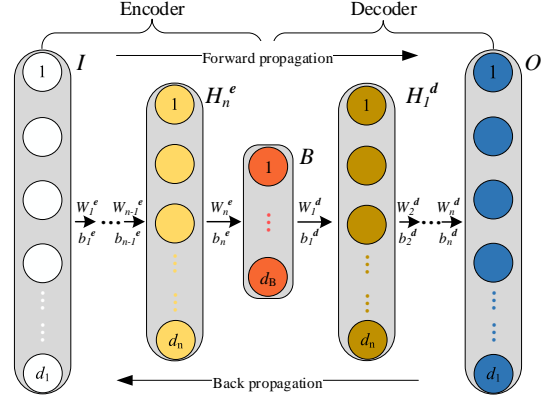 Encoder Decoder
Forward propagation
I H_n^e B H_1^d O
1 1 1 1 1
W_1^e W_{n-1}^e W_n^e W_1^d W_2^d W_n^d
b_1^e b_{n-1}^e b_n^e b_1^d b_2^d b_n^d
d_1 d_n d_B d_n d_1
Back propagation